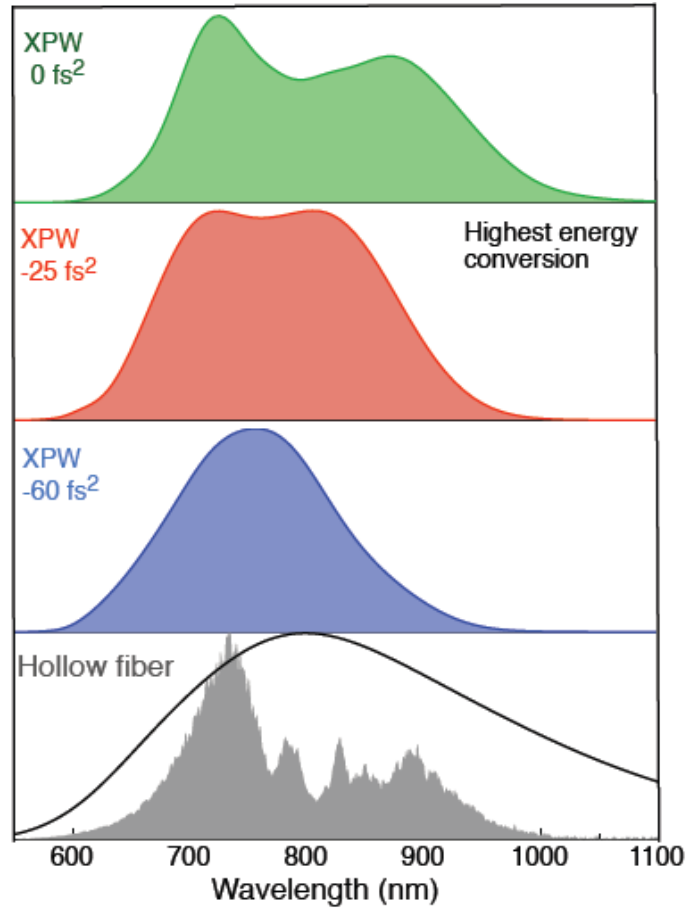 XPW
0 fs²
XPW
-25 fs²
Highest energy
conversion
XPW
-60 fs²
Hollow fiber
600 700 800 900 1000 1100
Wavelength (nm)